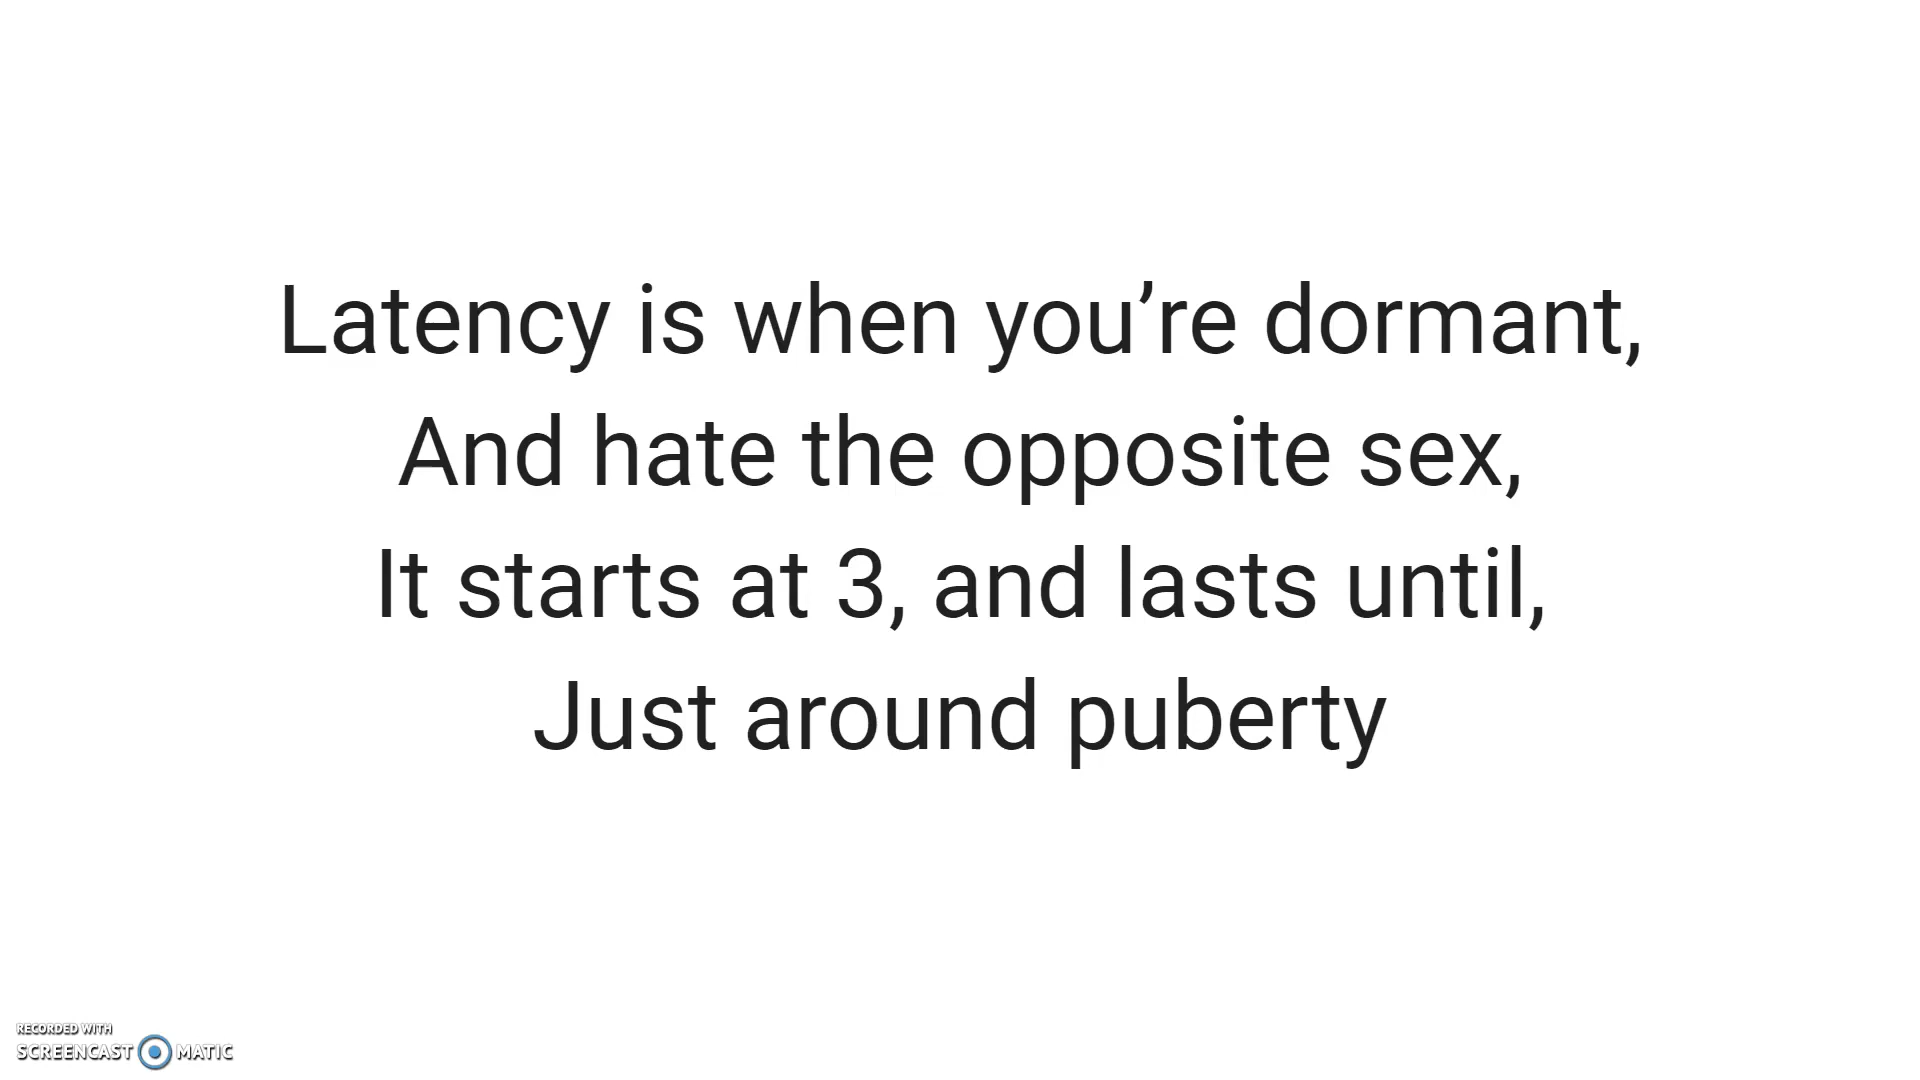 Latency is when you’re dormant,
And hate the opposite sex,
It starts at 3, and lasts until,
Just around puberty
RECORDED WITH
SCREENCAST MATIC